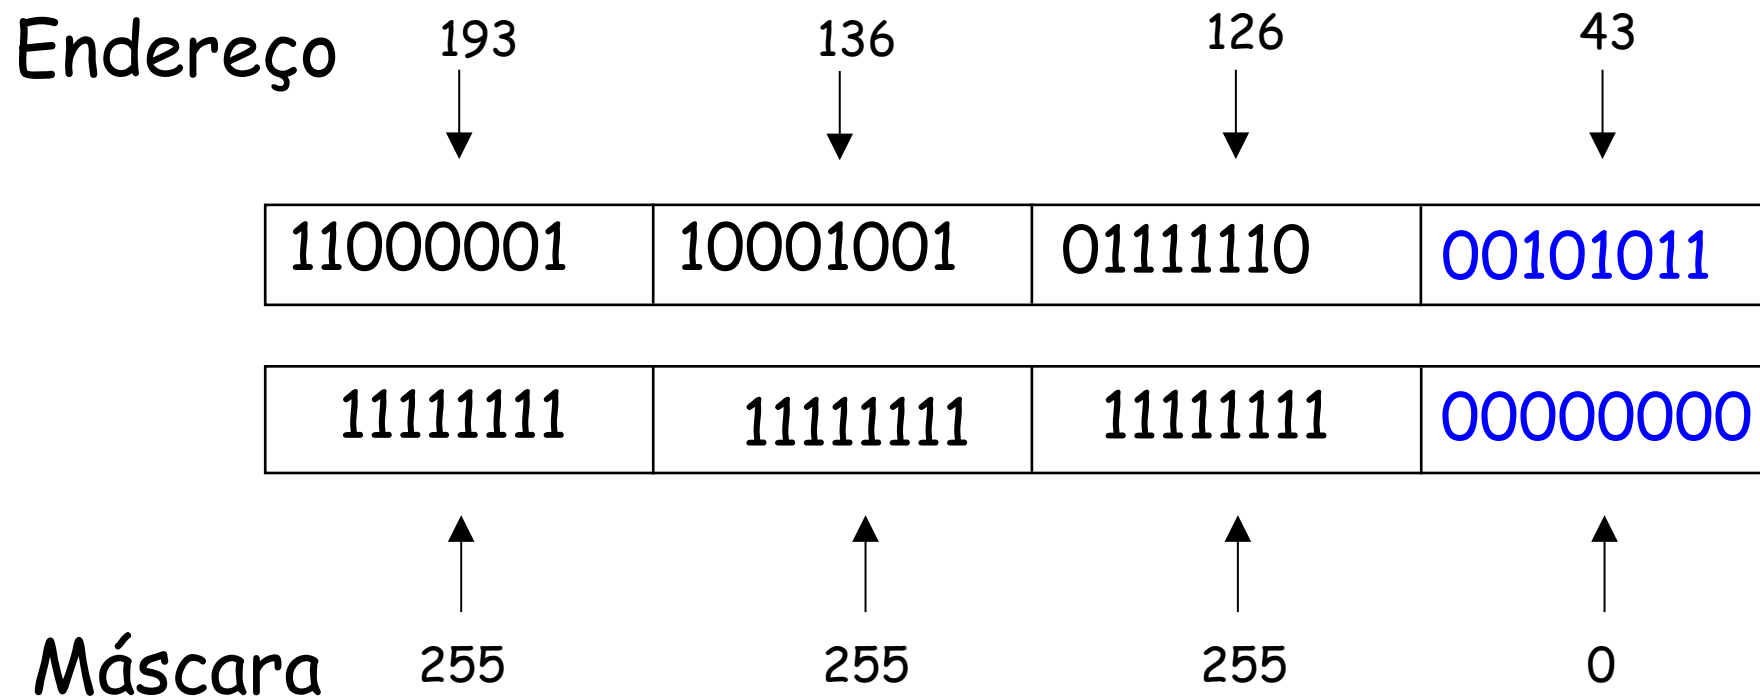 Endereço 193 136 126 43
11000001 10001001 01111110 00101011
11111111 11111111 11111111 00000000
Máscara 255 255 255 0